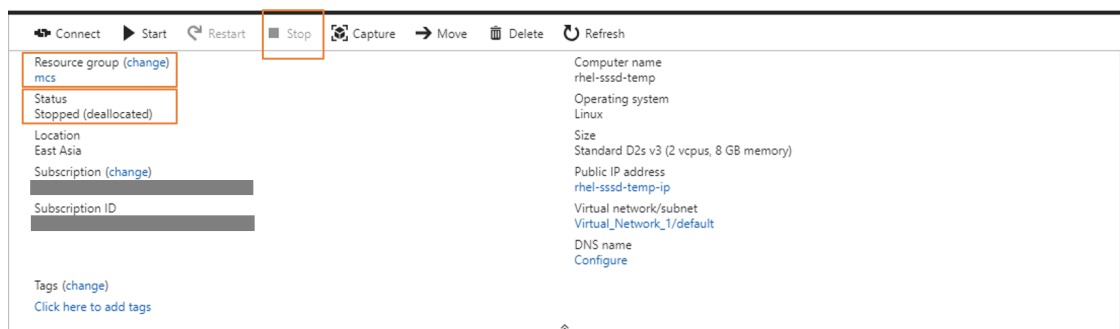 Connect Start Restart Stop Capture Move Delete Refresh
Resource group (change)
mcs
Status
Stopped (deallocated)
Location
East Asia
Subscription (change)
Subscription ID
Tags (change)
Click here to add tags
Computer name
rhel-sssd-temp
Operating system
Linux
Size
Standard D2s v3 (2 vcpus, 8 GB memory)
Public IP address
rhel-sssd-temp-ip
Virtual network/subnet
Virtual_Network_1/default
DNS name
Configure